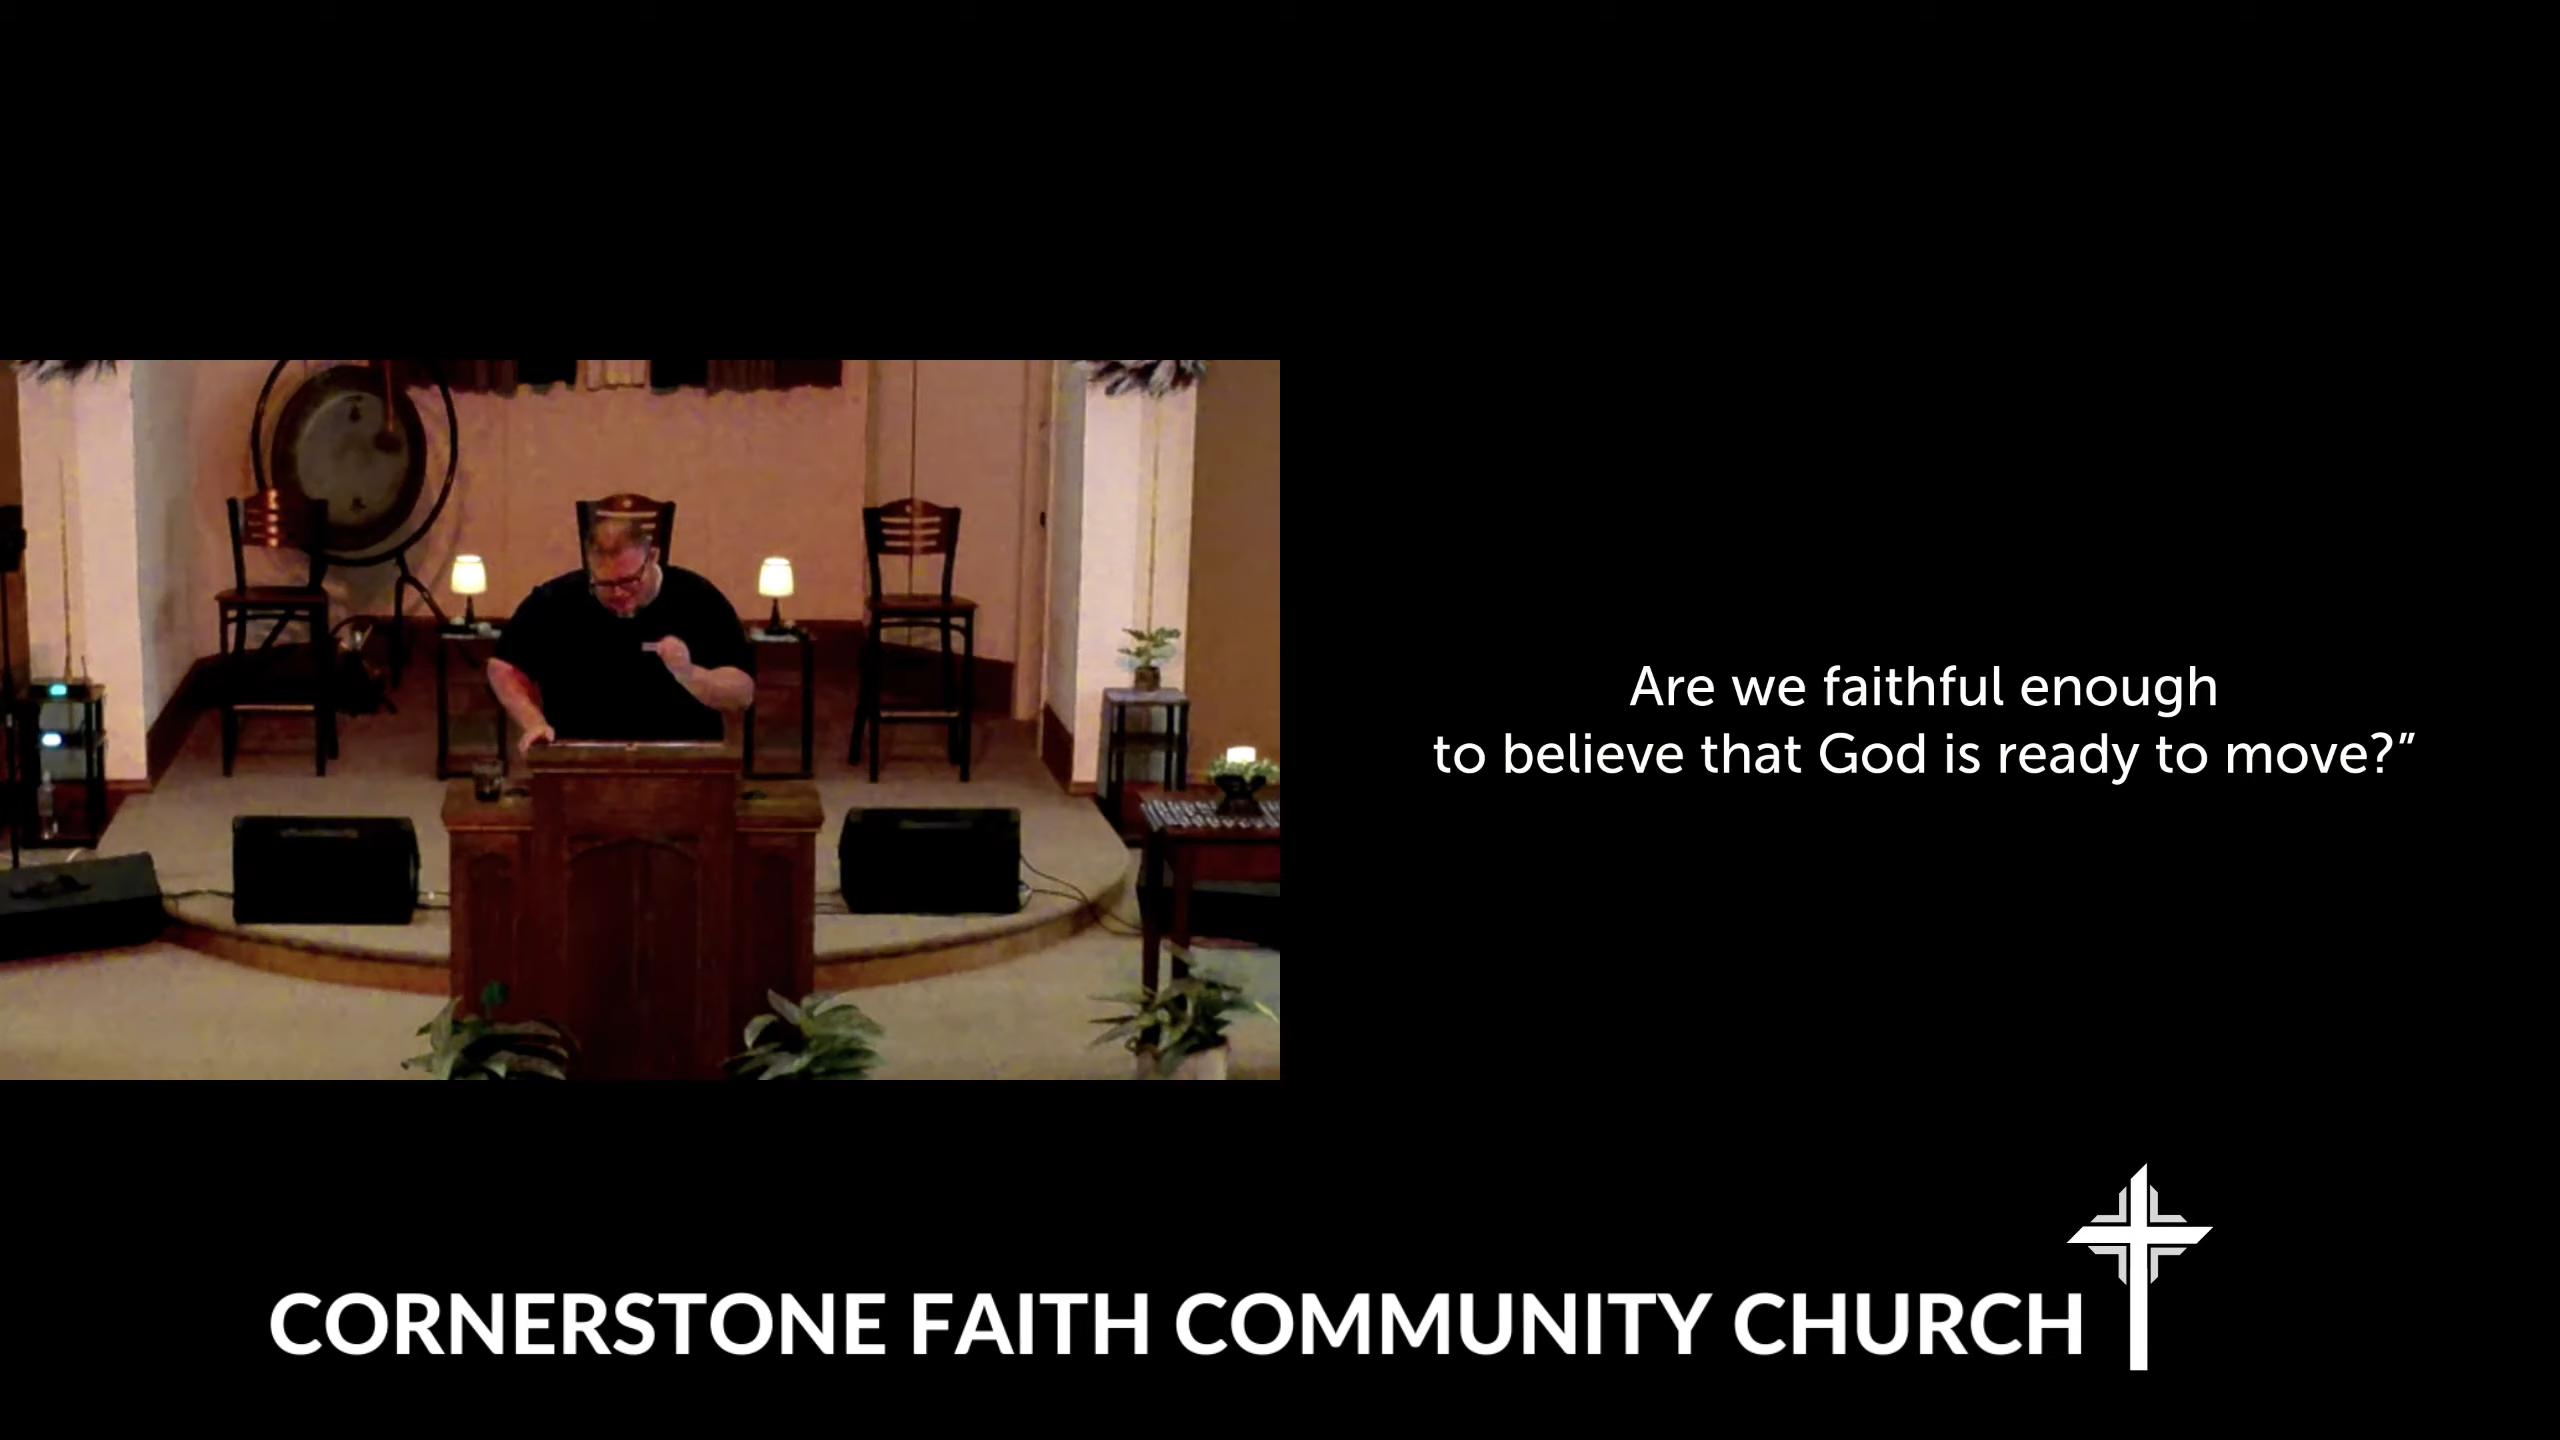 Are we faithful enough
to believe that God is ready to move?”
CORNERSTONE FAITH COMMUNITY CHURCH